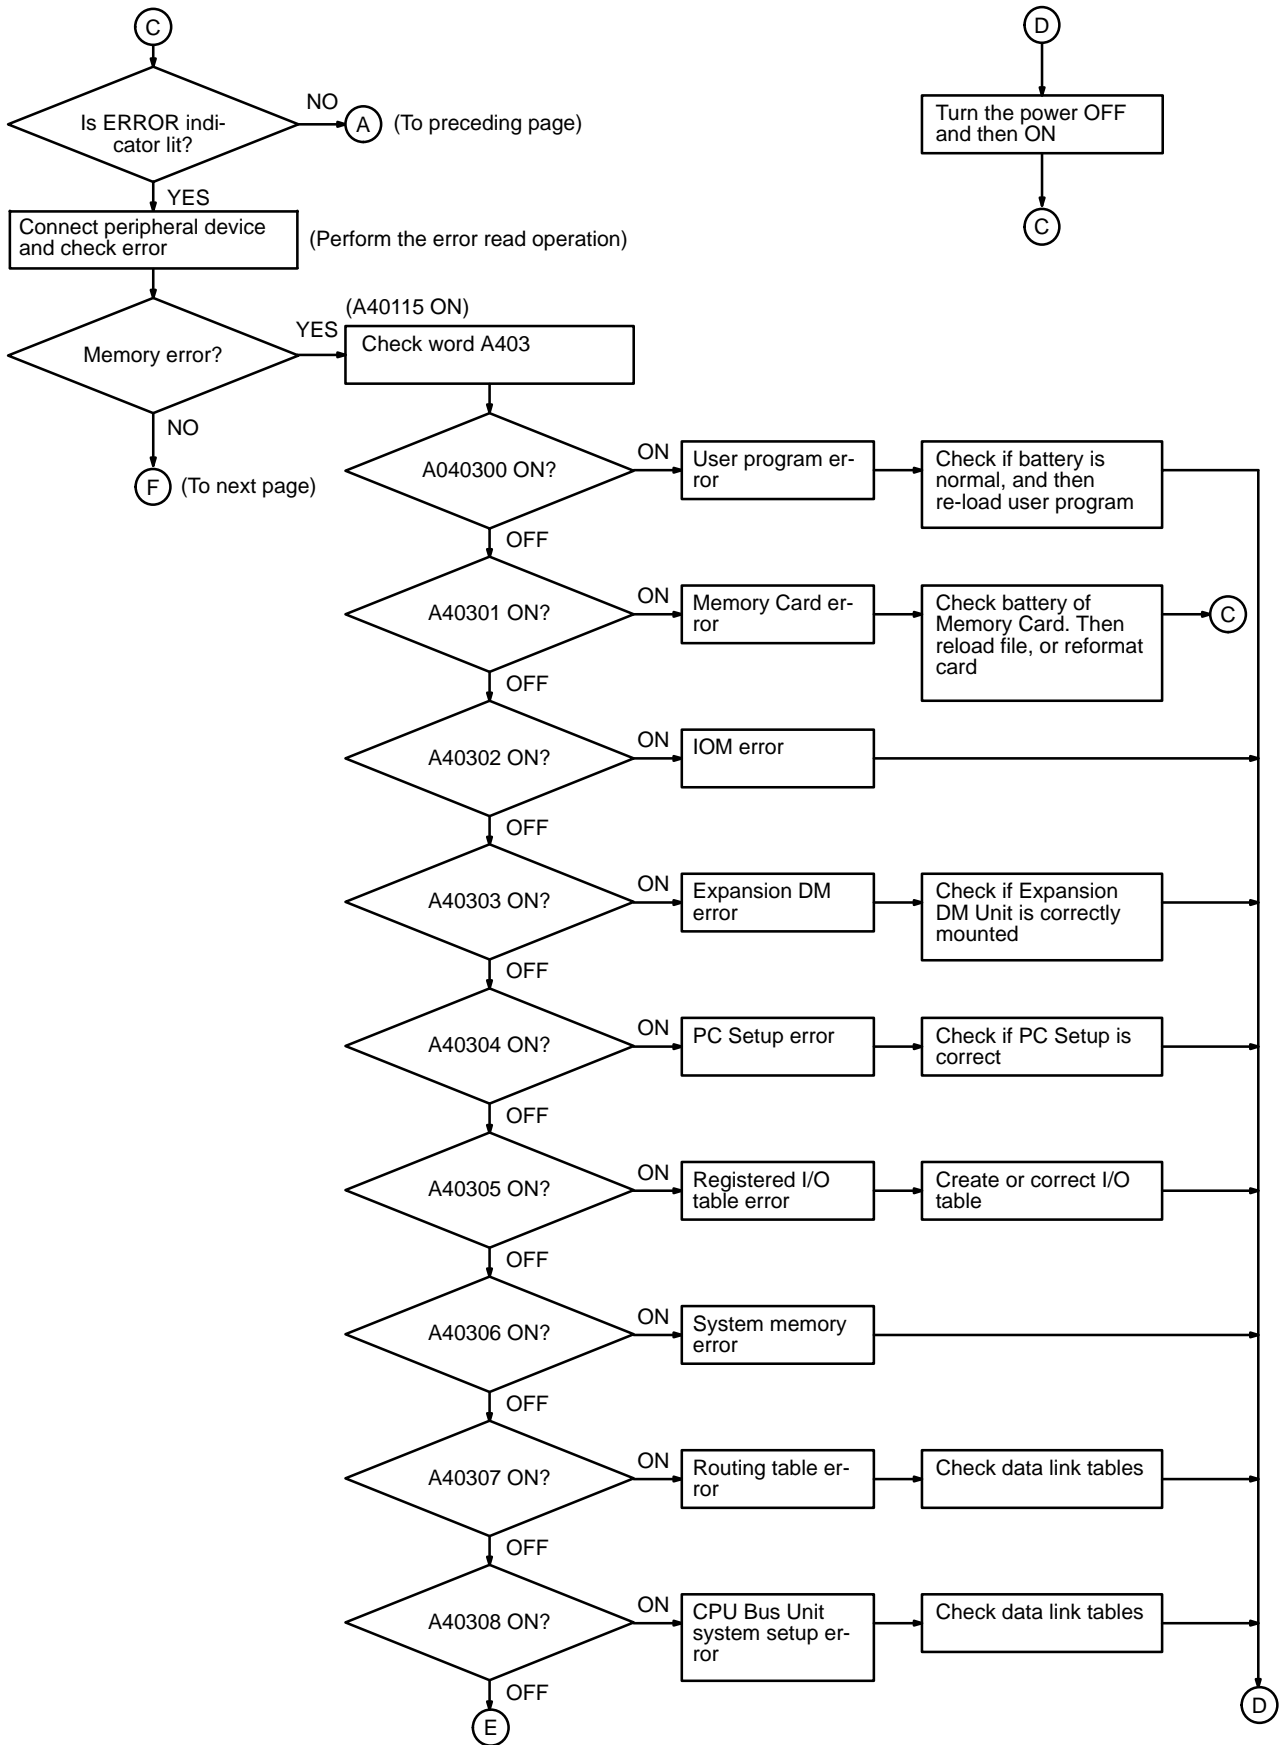 C
D
Is ERROR indi-
cator lit?
NO
A
(To preceding page)
Turn the power OFF
and then ON
C
YES
Connect peripheral device
and check error
(Perform the error read operation)
Memory error?
YES
(A40115 ON)
Check word A403
NO
F
(To next page)
A040300 ON?
ON
User program er-
ror
Check if battery is
normal, and then
re-load user program
OFF
A40301 ON?
ON
Memory Card er-
ror
Check battery of
Memory Card. Then
reload file, or reformat
card
C
OFF
A40302 ON?
ON
IOM error
OFF
A40303 ON?
ON
Expansion DM
error
Check if Expansion
DM Unit is correctly
mounted
OFF
A40304 ON?
ON
PC Setup error
Check if PC Setup is
correct
OFF
A40305 ON?
ON
Registered I/O
table error
Create or correct I/O
table
OFF
A40306 ON?
ON
System memory
error
OFF
A40307 ON?
ON
Routing table er-
ror
Check data link tables
OFF
A40308 ON?
ON
CPU Bus Unit
system setup er-
ror
Check data link tables
OFF
E
D